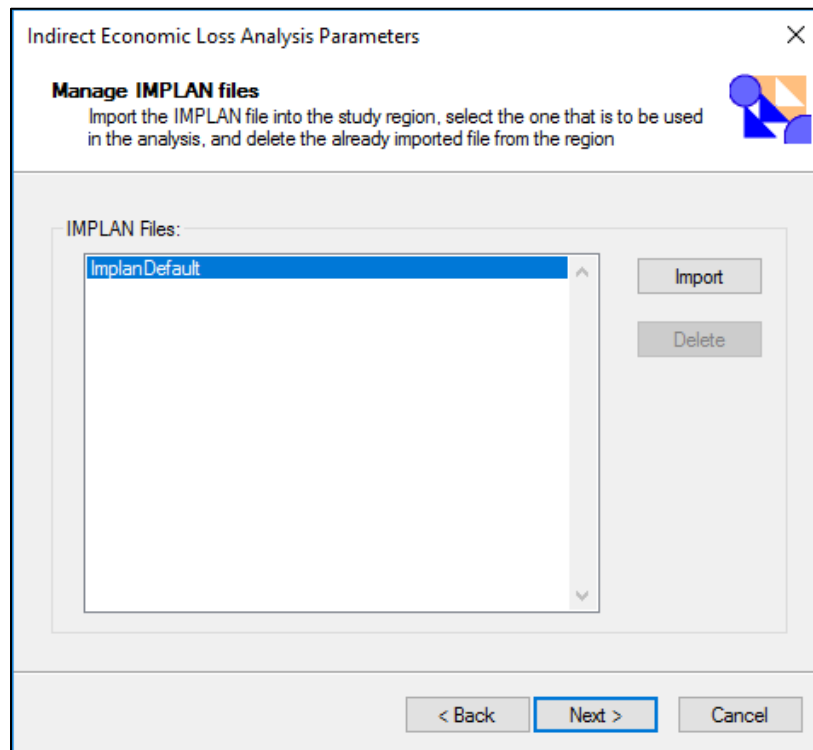 Indirect Economic Loss Analysis Parameters
Manage IMPLAN files
Import the IMPLAN file into the study region, select the one that is to be used
in the analysis, and delete the already imported file from the region
IMPLAN Files:
ImplanDefault
Import
Delete
< Back
Next >
Cancel